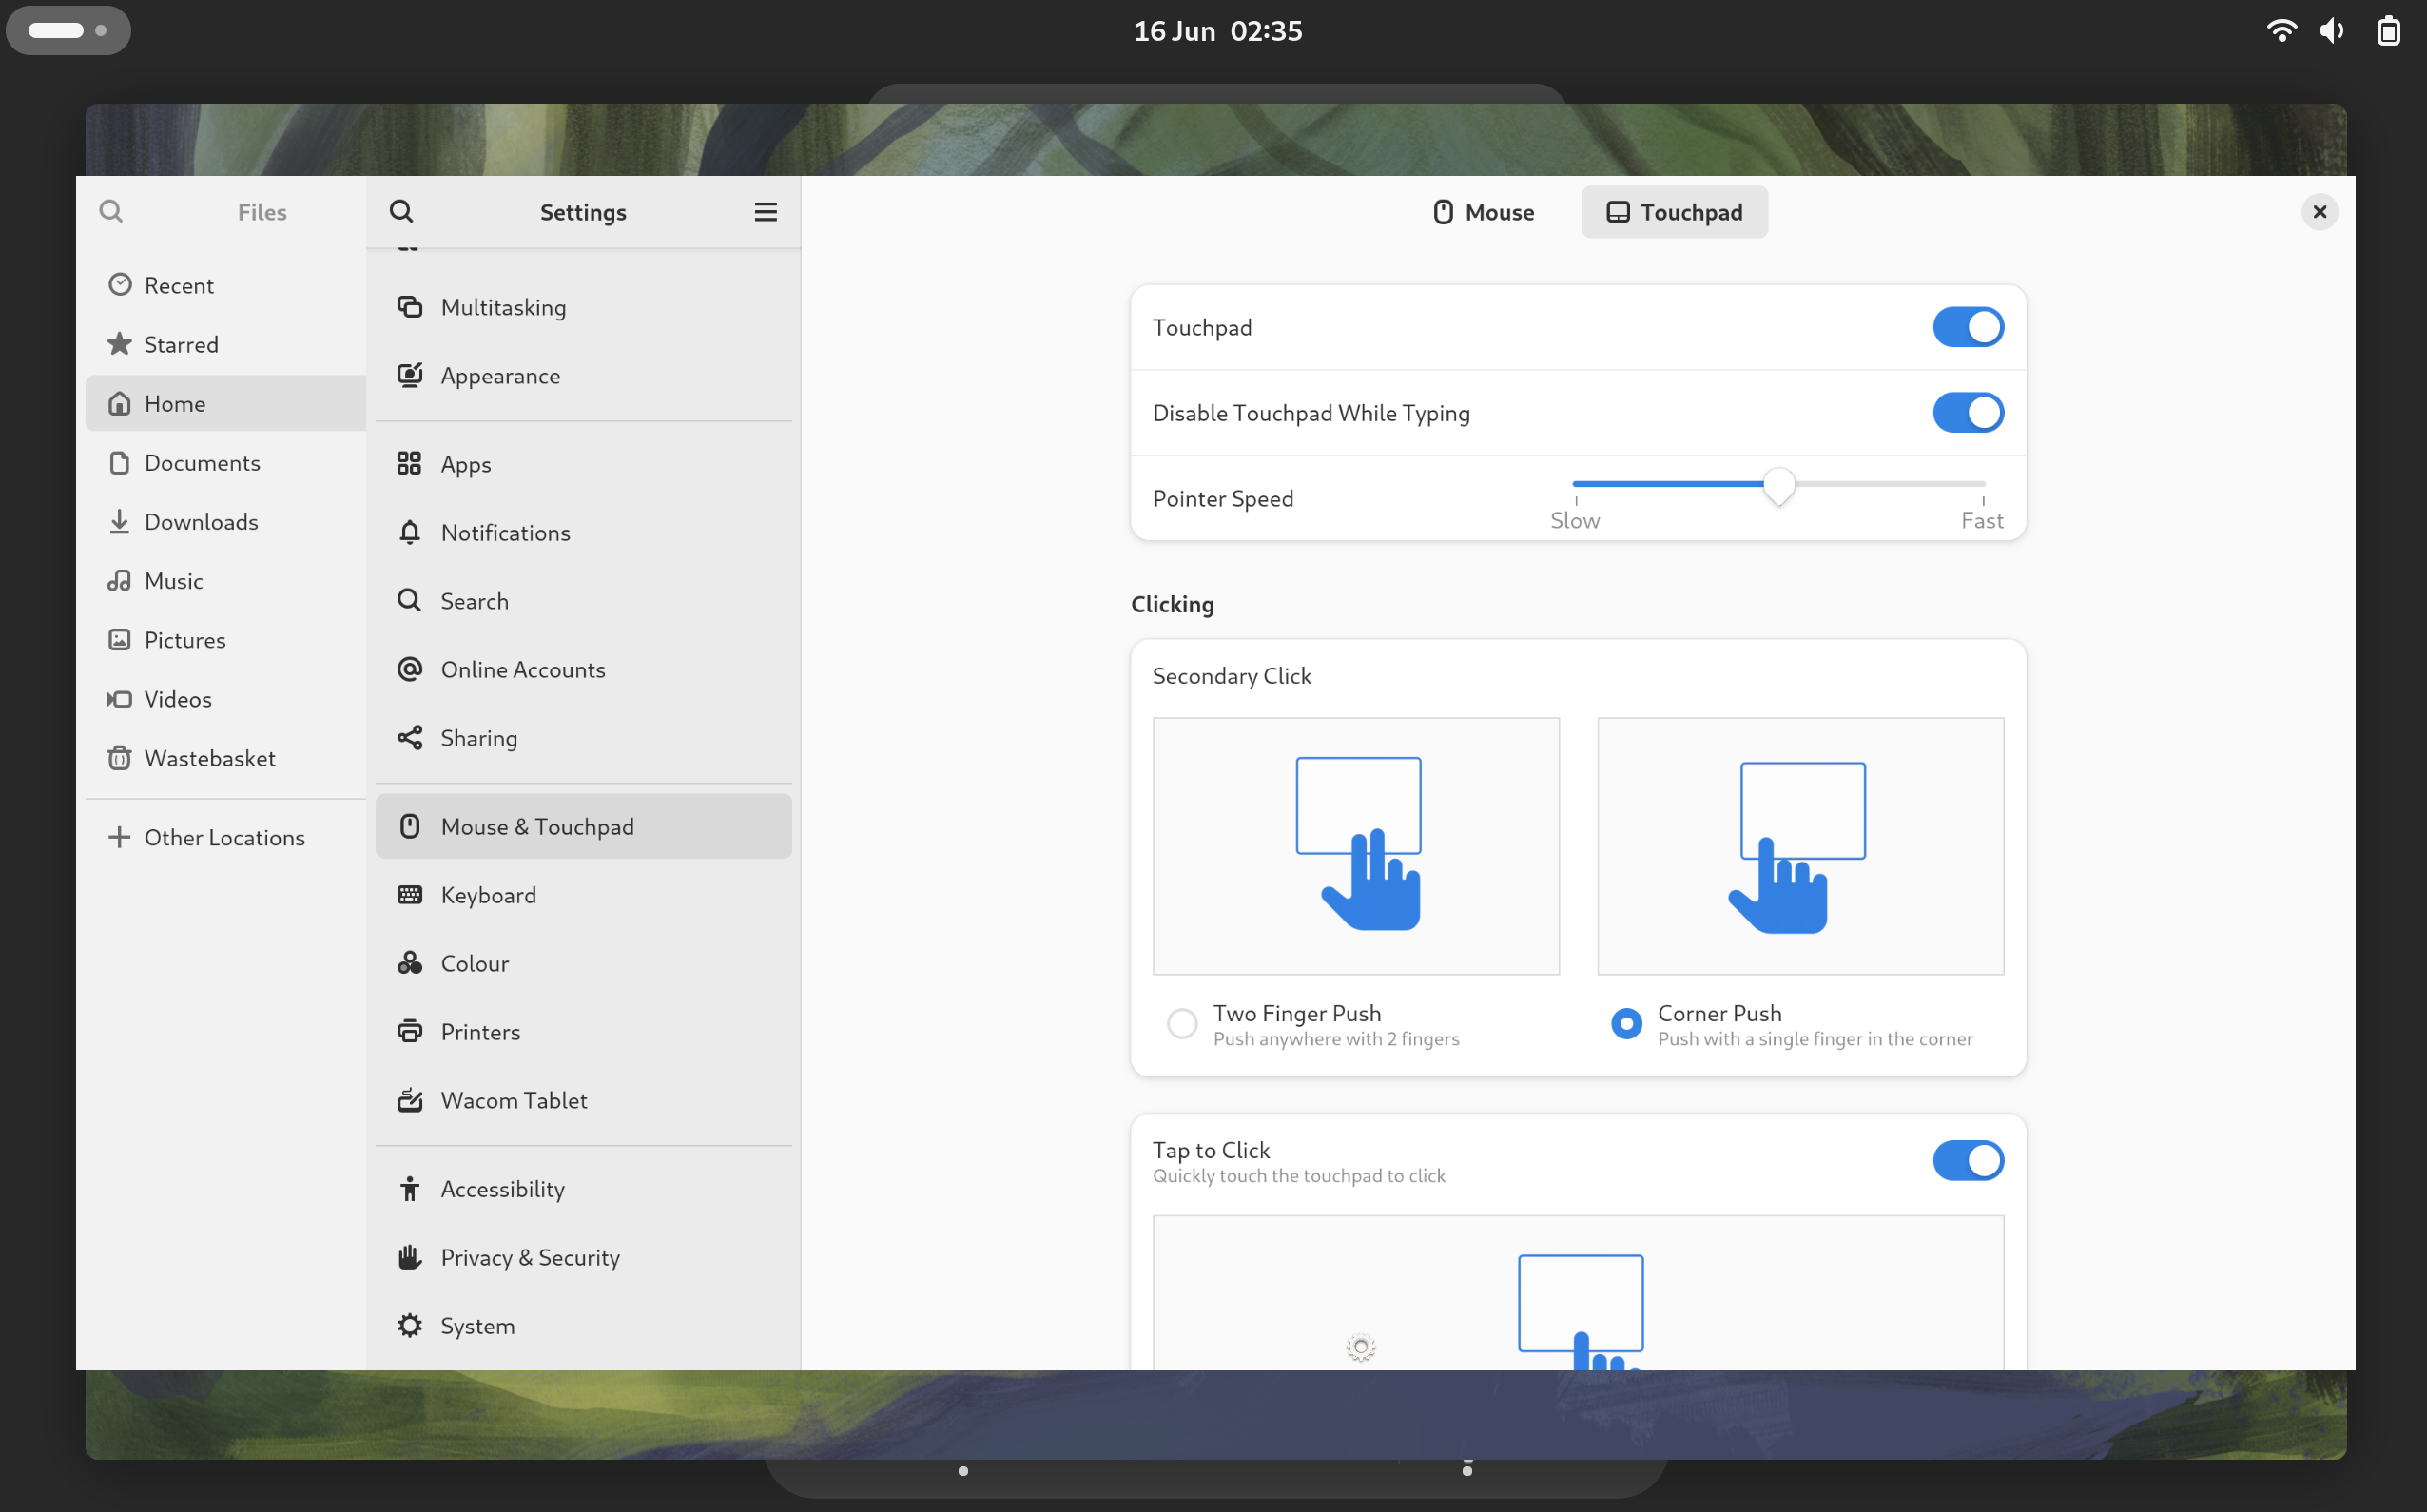 16 Jun 02:35
Files
Recent
Starred
Home
Documents
Downloads
Music
Pictures
Videos
Wastebasket
Other Locations
Settings
Multitasking
Appearance
Apps
Notifications
Search
Online Accounts
Sharing
Mouse & Touchpad
Keyboard
Colour
Printers
Wacom Tablet
Accessibility
Privacy & Security
System
Mouse
Touchpad
Touchpad
Disable Touchpad While Typing
Pointer Speed
Slow
Fast
Clicking
Secondary Click
Two Finger Push
Push anywhere with 2 fingers
Corner Push
Push with a single finger in the corner
Tap to Click
Quickly touch the touchpad to click